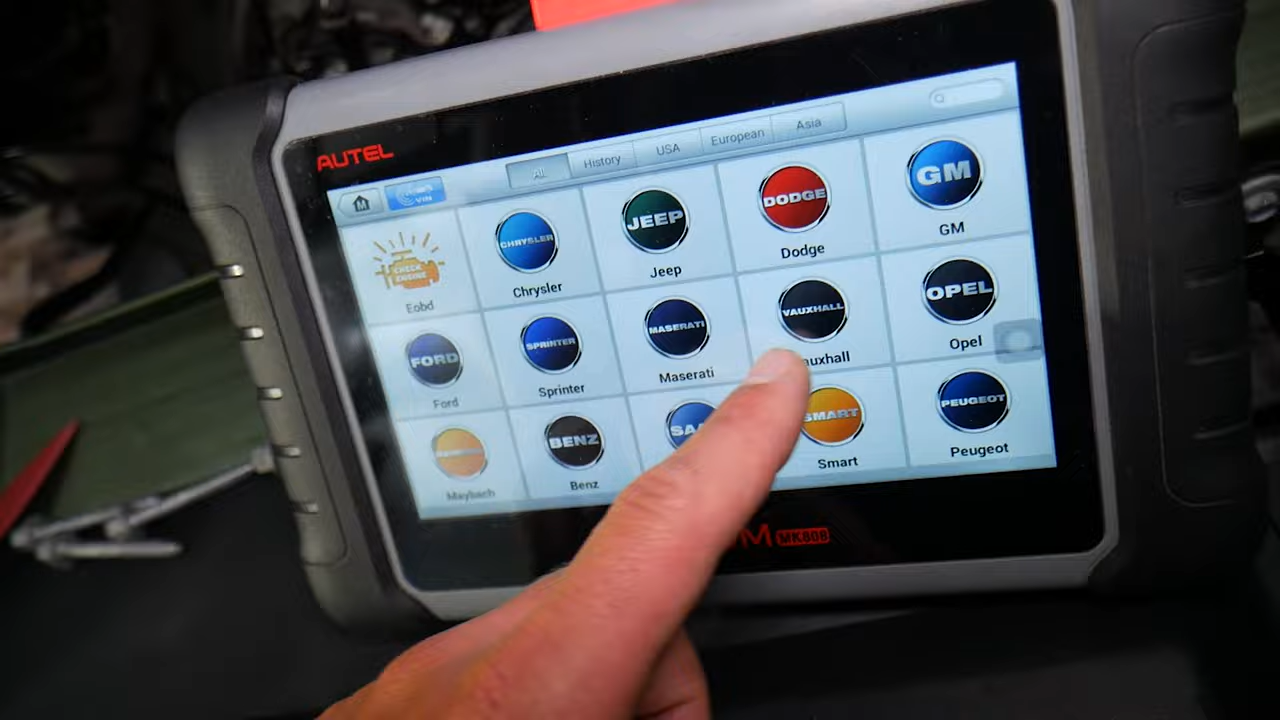 AUTEL
All
History
USA
European
Asia
VIN
CHECK
ENGINE
Eobd
CHRYSLER
Chrysler
JEEP
Jeep
DODGE
Dodge
GM
GM
FORD
Ford
SPRINTER
Sprinter
MASERATI
Maserati
VAUXHALL
auxhall
OPEL
Opel
Maybach
BENZ
Benz
SAA
SMART
Smart
PEUGEOT
Peugeot
M MK808